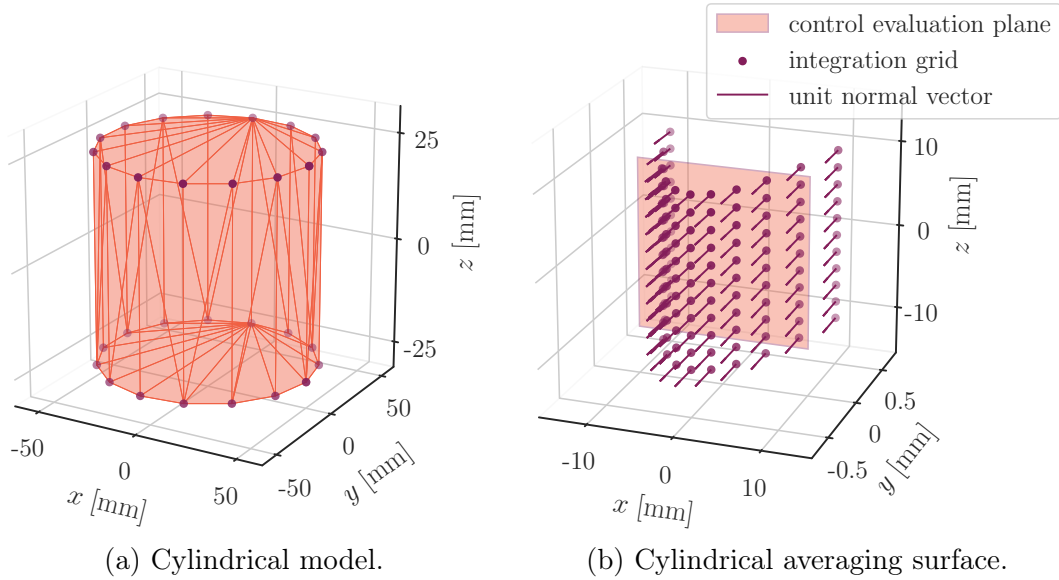 control evaluation plane
integration grid
unit normal vector
25
0
-25
z [mm]
-50
0
50
x [mm]
-50
0
50
y [mm]
10
0
-10
z [mm]
-10
0
10
x [mm]
-0.5
0
0.5
y [mm]
(a) Cylindrical model.
(b) Cylindrical averaging surface.